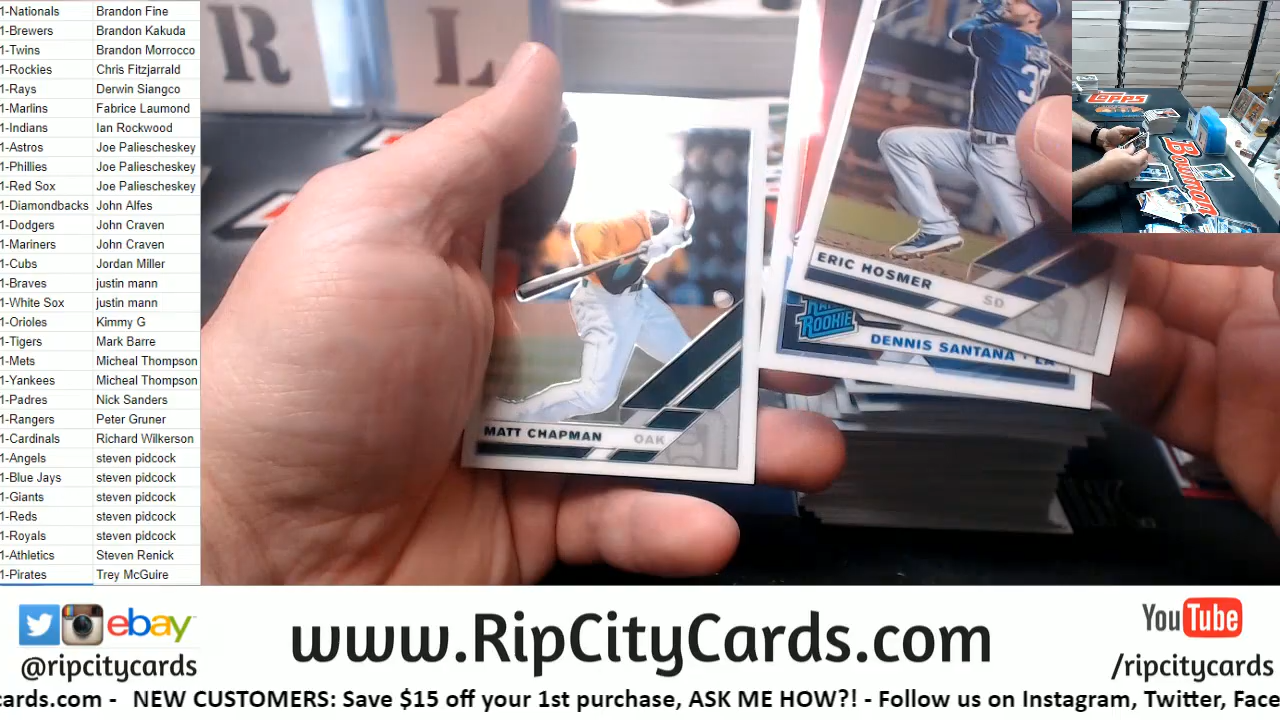 1-Nationals Brandon Fine
1-Brewers Brandon Kakuda
1-Twins Brandon Morrocco
1-Rockies Chris Fitzjarrald
1-Rays Derwin Siangco
1-Marlins Fabrice Laumond
1-Indians Ian Rockwood
1-Astros Joe Paliescheskey
1-Phillies Joe Paliescheskey
1-Red Sox Joe Paliescheskey
1-Diamondbacks John Alfes
1-Dodgers John Craven
1-Mariners John Craven
1-Cubs Jordan Miller
1-Braves justin mann
1-White Sox justin mann
1-Orioles Kimmy G
1-Tigers Mark Barre
1-Mets Micheal Thompson
1-Yankees Micheal Thompson
1-Padres Nick Sanders
1-Rangers Peter Gruner
1-Cardinals Richard Wilkerson
1-Angels steven pidcock
1-Blue Jays steven pidcock
1-Giants steven pidcock
1-Reds steven pidcock
1-Royals steven pidcock
1-Athletics Steven Renick
1-Pirates Trey McGuire
R L
ERIC HOSMER SD
ROOKIE
DENNIS SANTANA · LA
MATT CHAPMAN OAK
Topps
Bowman
ebay
@ripcitycards
www.RipCityCards.com
YouTube
/ripcitycards
cards.com - NEW CUSTOMERS: Save $15 off your 1st purchase, ASK ME HOW?! - Follow us on Instagram, Twitter, Face